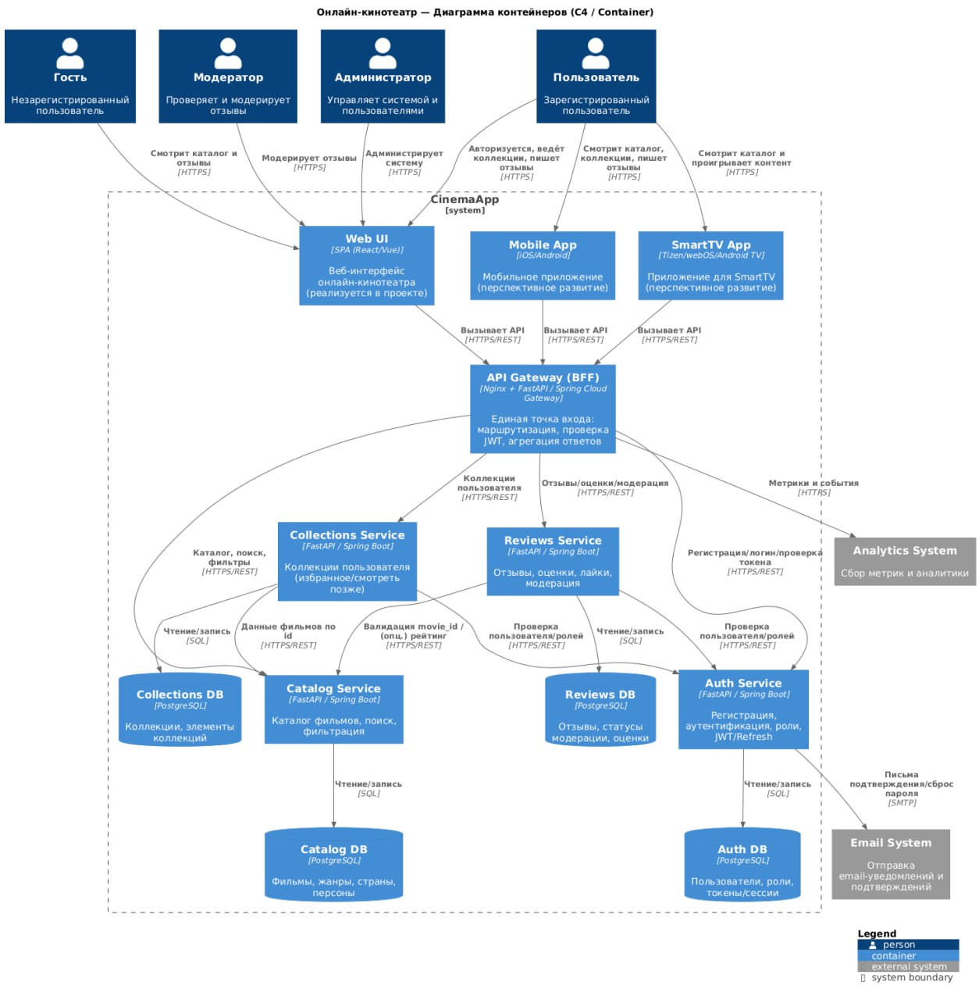 Онлайн-кинотеатр — Диаграмма контейнеров (C4 / Container)
Гость
Незарегистрированный
пользователь
Модератор
Проверяет и модерирует
отзывы
Администратор
Управляет системой и
пользователями
Пользователь
Зарегистрированный
пользователь
Смотрит каталог и
отзывы
[HTTPS]
Модерирует отзывы
[HTTPS]
Администрирует
систему
[HTTPS]
Авторизуется, ведёт
коллекции, пишет
отзывы
[HTTPS]
Смотрит каталог,
коллекции, пишет
отзывы
[HTTPS]
Смотрит каталог и
проигрывает контент
[HTTPS]
CinemaApp
[system]
Web UI
[SPA (React/Vue)]
Веб-интерфейс
онлайн-кинотеатра
(реализуется в проекте)
Mobile App
[iOS/Android]
Мобильное приложение
(перспективное развитие)
SmartTV App
[Tizen/webOS/Android TV]
Приложение для SmartTV
(перспективное развитие)
Вызывает API
[HTTPS/REST]
Вызывает API
[HTTPS/REST]
Вызывает API
[HTTPS/REST]
API Gateway (BFF)
[Nginx + FastAPI / Spring Cloud
Gateway]
Единая точка входа:
маршрутизация, проверка
JWT, агрегация ответов
Коллекции
пользователя
[HTTPS/REST]
Отзывы/оценки/модерация
[HTTPS/REST]
Метрики и события
[HTTPS]
Collections Service
[FastAPI / Spring Boot]
Коллекции пользователя
(избранное/смотреть
позже)
Reviews Service
[FastAPI / Spring Boot]
Отзывы, оценки, лайки,
модерация
Analytics System
Сбор метрик и аналитики
Каталог, поиск,
фильтры
[HTTPS/REST]
Регистрация/логин/проверка
токена
[HTTPS/REST]
Чтение/запись
[SQL]
Данные фильмов по
id
[HTTPS/REST]
Валидация movie_id /
(опц.) рейтинг
[HTTPS/REST]
Проверка
пользователя/ролей
[HTTPS/REST]
Чтение/запись
[SQL]
Проверка
пользователя/ролей
[HTTPS/REST]
Collections DB
[PostgreSQL]
Коллекции, элементы
коллекций
Catalog Service
[FastAPI / Spring Boot]
Каталог фильмов, поиск,
фильтрация
Reviews DB
[PostgreSQL]
Отзывы, статусы
модерации, оценки
Auth Service
[FastAPI / Spring Boot]
Регистрация,
аутентификация, роли,
JWT/Refresh
Чтение/запись
[SQL]
Чтение/запись
[SQL]
Письма
подтверждения/сброс
пароля
[SMTP]
Catalog DB
[PostgreSQL]
Фильмы, жанры, страны,
персоны
Auth DB
[PostgreSQL]
Пользователи, роли,
токены/сессии
Email System
Отправка
email-уведомлений и
подтверждений
Legend
person
container
external system
system boundary